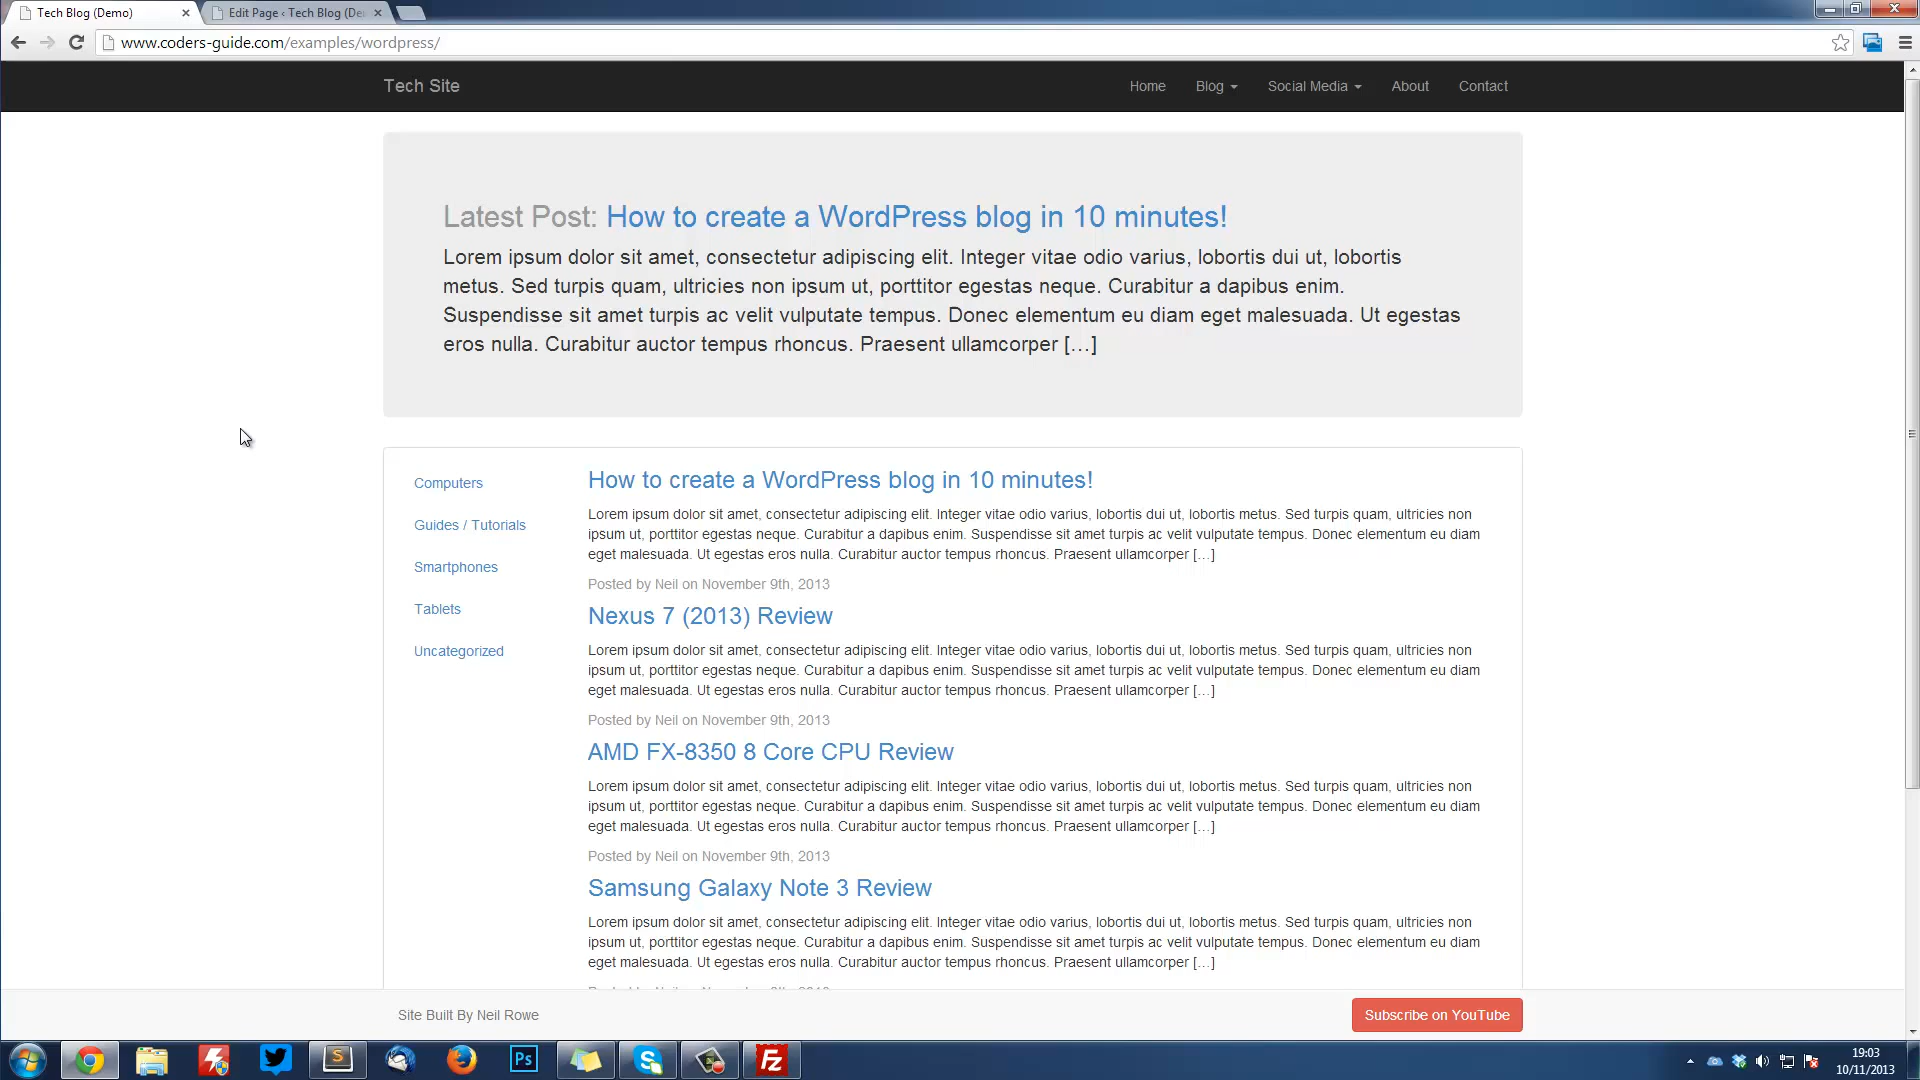 Tech Blog (Demo)
Edit Page ‹ Tech Blog (De
www.coders-guide.com/examples/wordpress/
Tech Site
Home
Blog
Social Media
About
Contact
Latest Post: How to create a WordPress blog in 10 minutes!
Lorem ipsum dolor sit amet, consectetur adipiscing elit. Integer vitae odio varius, lobortis dui ut, lobortis
metus. Sed turpis quam, ultricies non ipsum ut, porttitor egestas neque. Curabitur a dapibus enim.
Suspendisse sit amet turpis ac velit vulputate tempus. Donec elementum eu diam eget malesuada. Ut egestas
eros nulla. Curabitur auctor tempus rhoncus. Praesent ullamcorper […]
Computers
Guides / Tutorials
Smartphones
Tablets
Uncategorized
How to create a WordPress blog in 10 minutes!
Lorem ipsum dolor sit amet, consectetur adipiscing elit. Integer vitae odio varius, lobortis dui ut, lobortis metus. Sed turpis quam, ultricies non
ipsum ut, porttitor egestas neque. Curabitur a dapibus enim. Suspendisse sit amet turpis ac velit vulputate tempus. Donec elementum eu diam
eget malesuada. Ut egestas eros nulla. Curabitur auctor tempus rhoncus. Praesent ullamcorper […]
Posted by Neil on November 9th, 2013
Nexus 7 (2013) Review
Lorem ipsum dolor sit amet, consectetur adipiscing elit. Integer vitae odio varius, lobortis dui ut, lobortis metus. Sed turpis quam, ultricies non
ipsum ut, porttitor egestas neque. Curabitur a dapibus enim. Suspendisse sit amet turpis ac velit vulputate tempus. Donec elementum eu diam
eget malesuada. Ut egestas eros nulla. Curabitur auctor tempus rhoncus. Praesent ullamcorper […]
Posted by Neil on November 9th, 2013
AMD FX-8350 8 Core CPU Review
Lorem ipsum dolor sit amet, consectetur adipiscing elit. Integer vitae odio varius, lobortis dui ut, lobortis metus. Sed turpis quam, ultricies non
ipsum ut, porttitor egestas neque. Curabitur a dapibus enim. Suspendisse sit amet turpis ac velit vulputate tempus. Donec elementum eu diam
eget malesuada. Ut egestas eros nulla. Curabitur auctor tempus rhoncus. Praesent ullamcorper […]
Posted by Neil on November 9th, 2013
Samsung Galaxy Note 3 Review
Lorem ipsum dolor sit amet, consectetur adipiscing elit. Integer vitae odio varius, lobortis dui ut, lobortis metus. Sed turpis quam, ultricies non
ipsum ut, porttitor egestas neque. Curabitur a dapibus enim. Suspendisse sit amet turpis ac velit vulputate tempus. Donec elementum eu diam
eget malesuada. Ut egestas eros nulla. Curabitur auctor tempus rhoncus. Praesent ullamcorper […]
Site Built By Neil Rowe
Subscribe on YouTube
Ps
S
Fz
19:03
10/11/2013